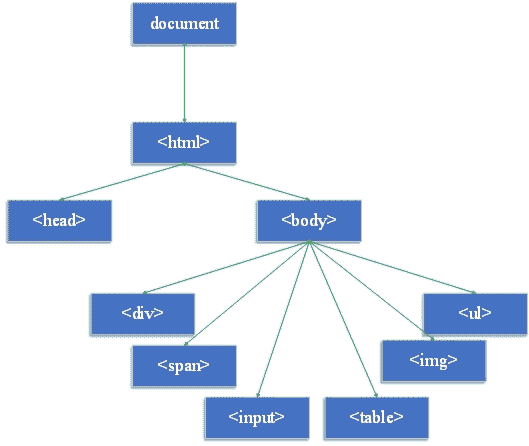 document
<html>
<head>
<body>
<div>
<ul>
<span>
<img>
<input>
<table>